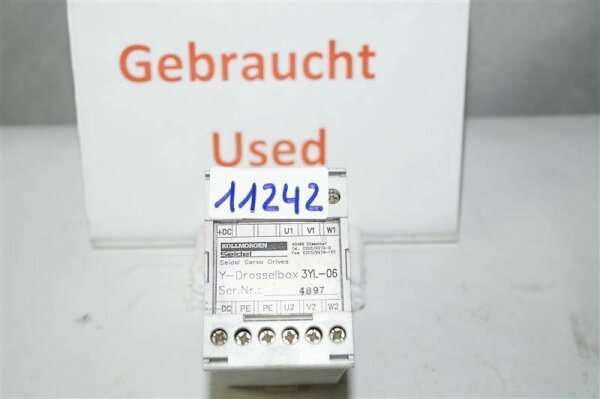 Gebraucht
Used
11242
+DC U1 V1 W1
KOLLMORGEN
Seidel
Seidel Servo Drives
Y-Drosselbox 3YL-06
Ser.Nr.: 4897
-DC PE PE U2 V2 W2